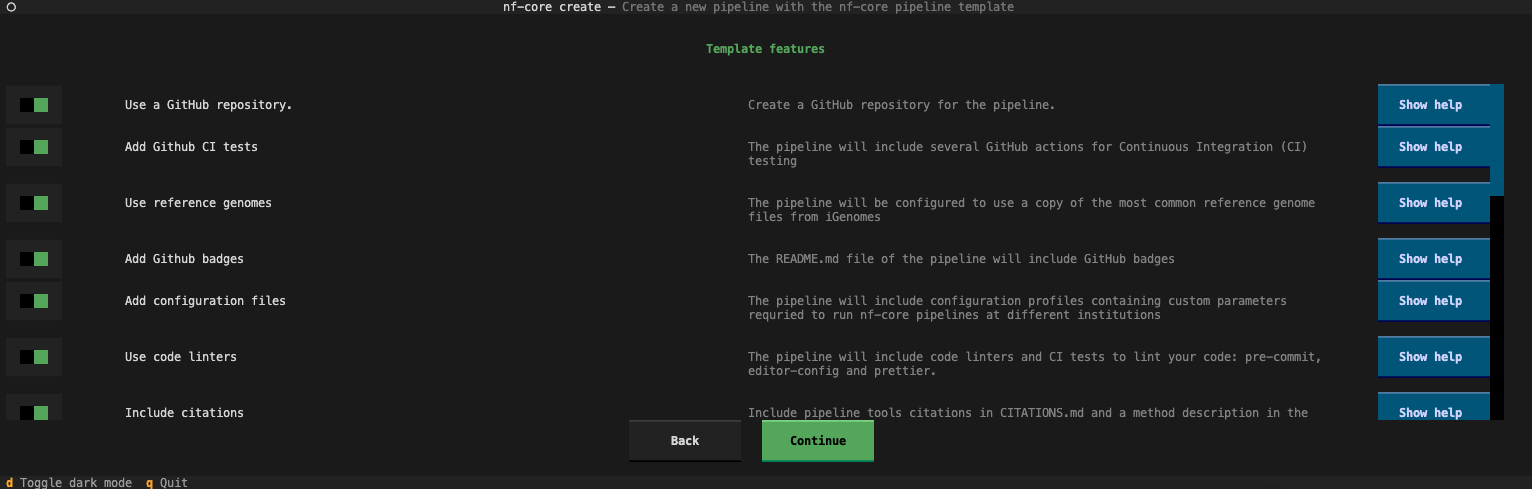 nf-core create — Create a new pipeline with the nf-core pipeline template
Template features
Use a GitHub repository. Create a GitHub repository for the pipeline. Show help
Add Github CI tests The pipeline will include several GitHub actions for Continuous Integration (CI) Show help
testing
Use reference genomes The pipeline will be configured to use a copy of the most common reference genome Show help
files from iGenomes
Add Github badges The README.md file of the pipeline will include GitHub badges Show help
Add configuration files The pipeline will include configuration profiles containing custom parameters Show help
requried to run nf-core pipelines at different institutions
Use code linters The pipeline will include code linters and CI tests to lint your code: pre-commit, Show help
editor-config and prettier.
Include citations Include pipeline tools citations in CITATIONS.md and a method description in the Show help
Back Continue
d Toggle dark mode q Quit